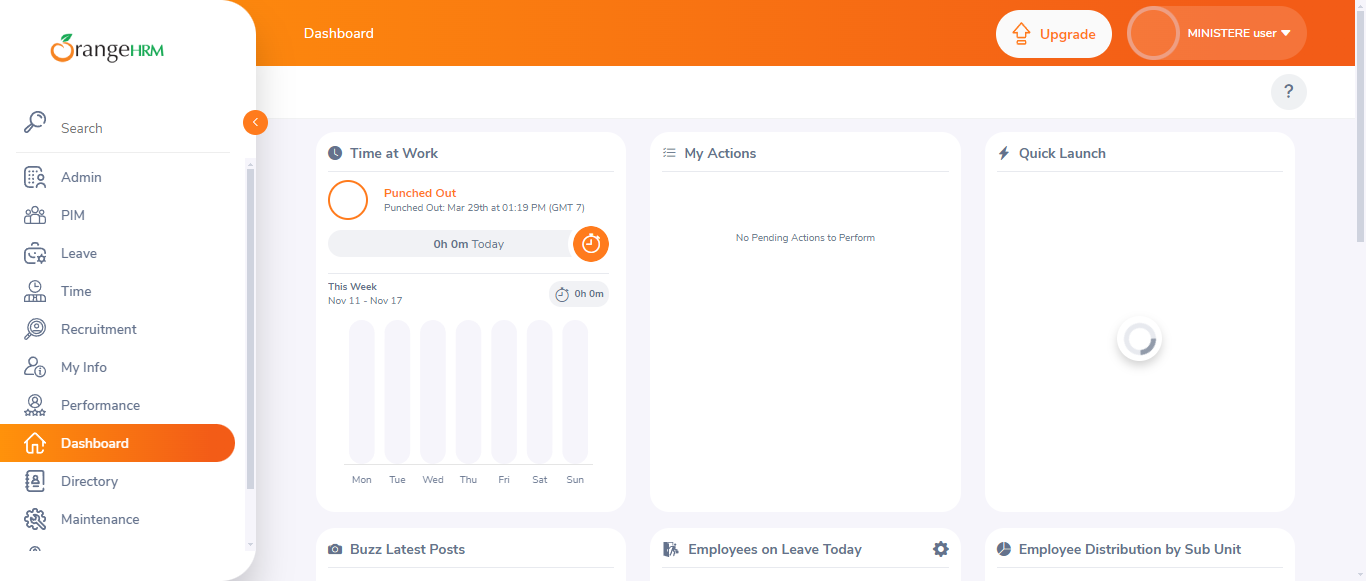 OrangeHRM
Dashboard
Upgrade
MINISTERE user
?
Search
Admin
PIM
Leave
Time
Recruitment
My Info
Performance
Dashboard
Directory
Maintenance
Time at Work
Punched Out
Punched Out: Mar 29th at 01:19 PM (GMT 7)
0h 0m Today
This Week
Nov 11 - Nov 17
0h 0m
Mon Tue Wed Thu Fri Sat Sun
My Actions
No Pending Actions to Perform
Quick Launch
Buzz Latest Posts
Employees on Leave Today
Employee Distribution by Sub Unit